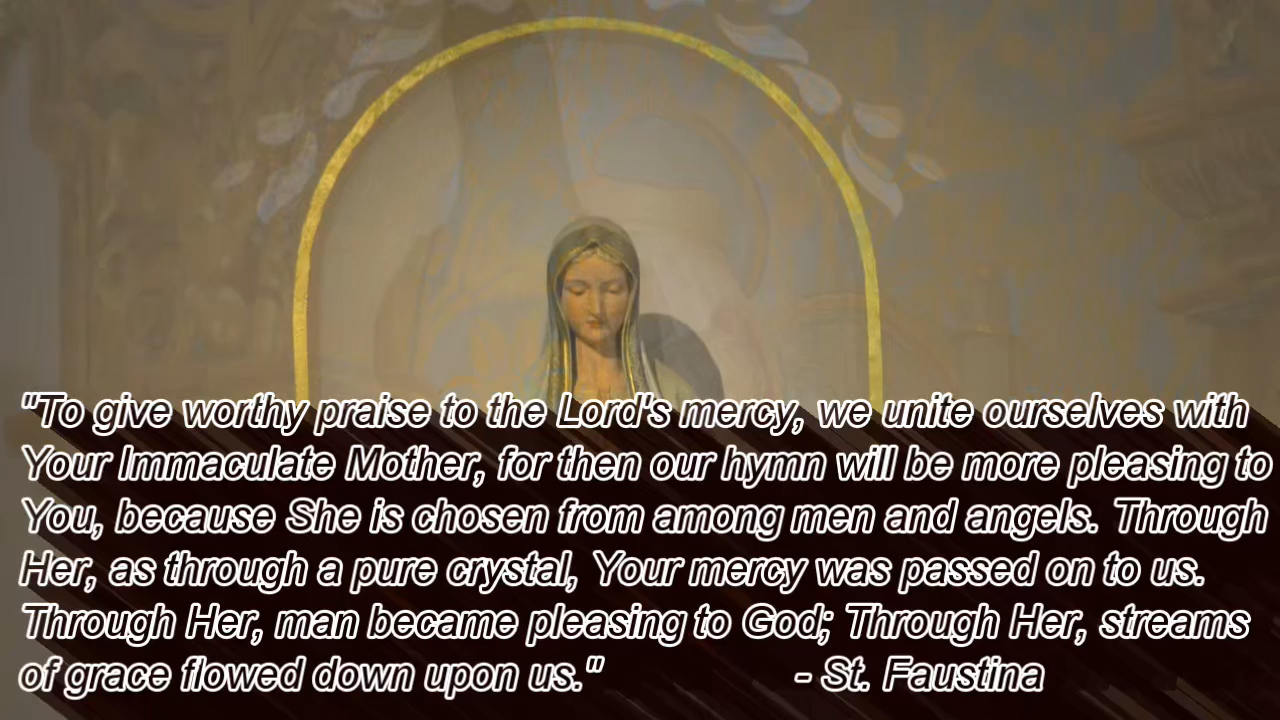 "To give worthy praise to the Lord's mercy, we unite ourselves with
Your Immaculate Mother, for then our hymn will be more pleasing to
You, because She is chosen from among men and angels. Through
Her, as through a pure crystal, Your mercy was passed on to us.
Through Her, man became pleasing to God; Through Her, streams
of grace flowed down upon us." - St. Faustina